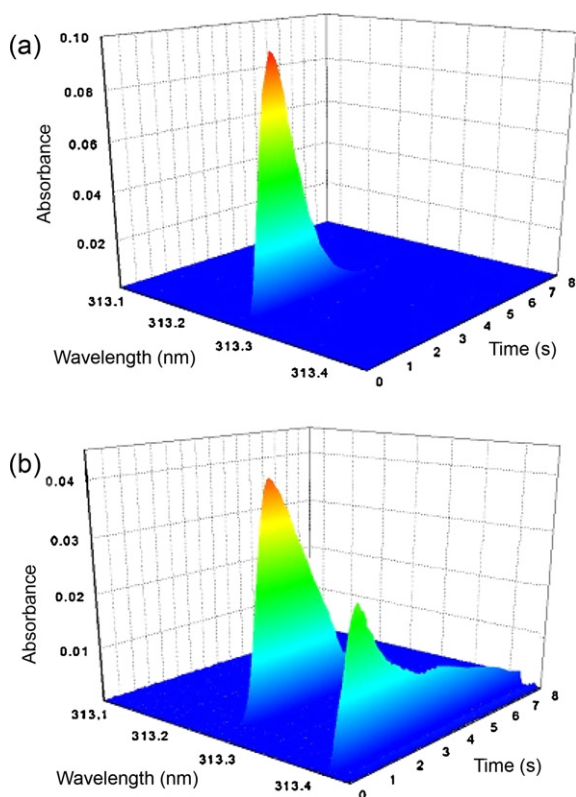 (a)
0.10
0.08
0.06
0.04
0.02
Absorbance
313.1
313.2
313.3
313.4
Wavelength (nm)
0 1 2 3 4 5 6 7 8
Time (s)
(b)
0.04
0.03
0.02
0.01
Absorbance
313.1
313.2
313.3
313.4
Wavelength (nm)
0 1 2 3 4 5 6 7 8
Time (s)